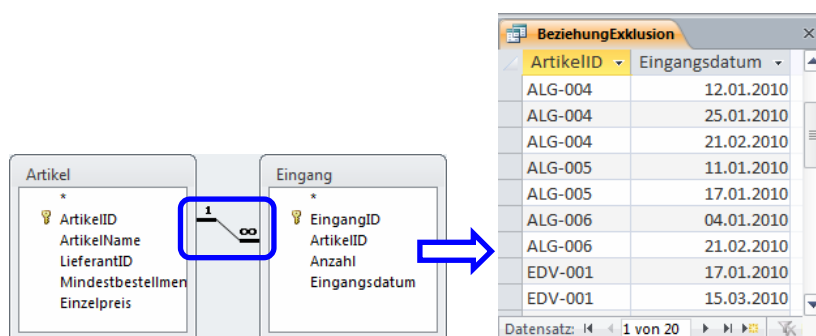 Artikel
*
ArtikelID
ArtikelName
LieferantID
Mindestbestellmen
Einzelpreis
1
∞
Eingang
*
EingangID
ArtikelID
Anzahl
Eingangsdatum
BeziehungExklusion
ArtikelID Eingangsdatum
ALG-004 12.01.2010
ALG-004 25.01.2010
ALG-004 21.02.2010
ALG-005 11.01.2010
ALG-005 17.01.2010
ALG-006 04.01.2010
ALG-006 21.02.2010
EDV-001 17.01.2010
EDV-001 15.03.2010
Datensatz: 1 von 20